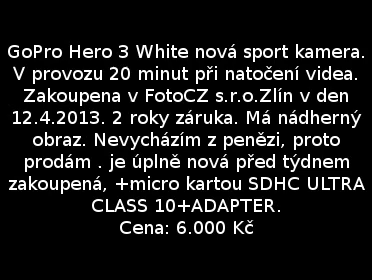 GoPro Hero 3 White nová sport kamera.
V provozu 20 minut při natočení videa.
Zakoupena v FotoCZ s.r.o.Zlín v den
12.4.2013. 2 roky záruka. Má nádherný
obraz. Nevycházím z penězi, proto
prodám . je úplně nová před týdnem
zakoupená, +micro kartou SDHC ULTRA
CLASS 10+ADAPTER.
Cena: 6.000 Kč